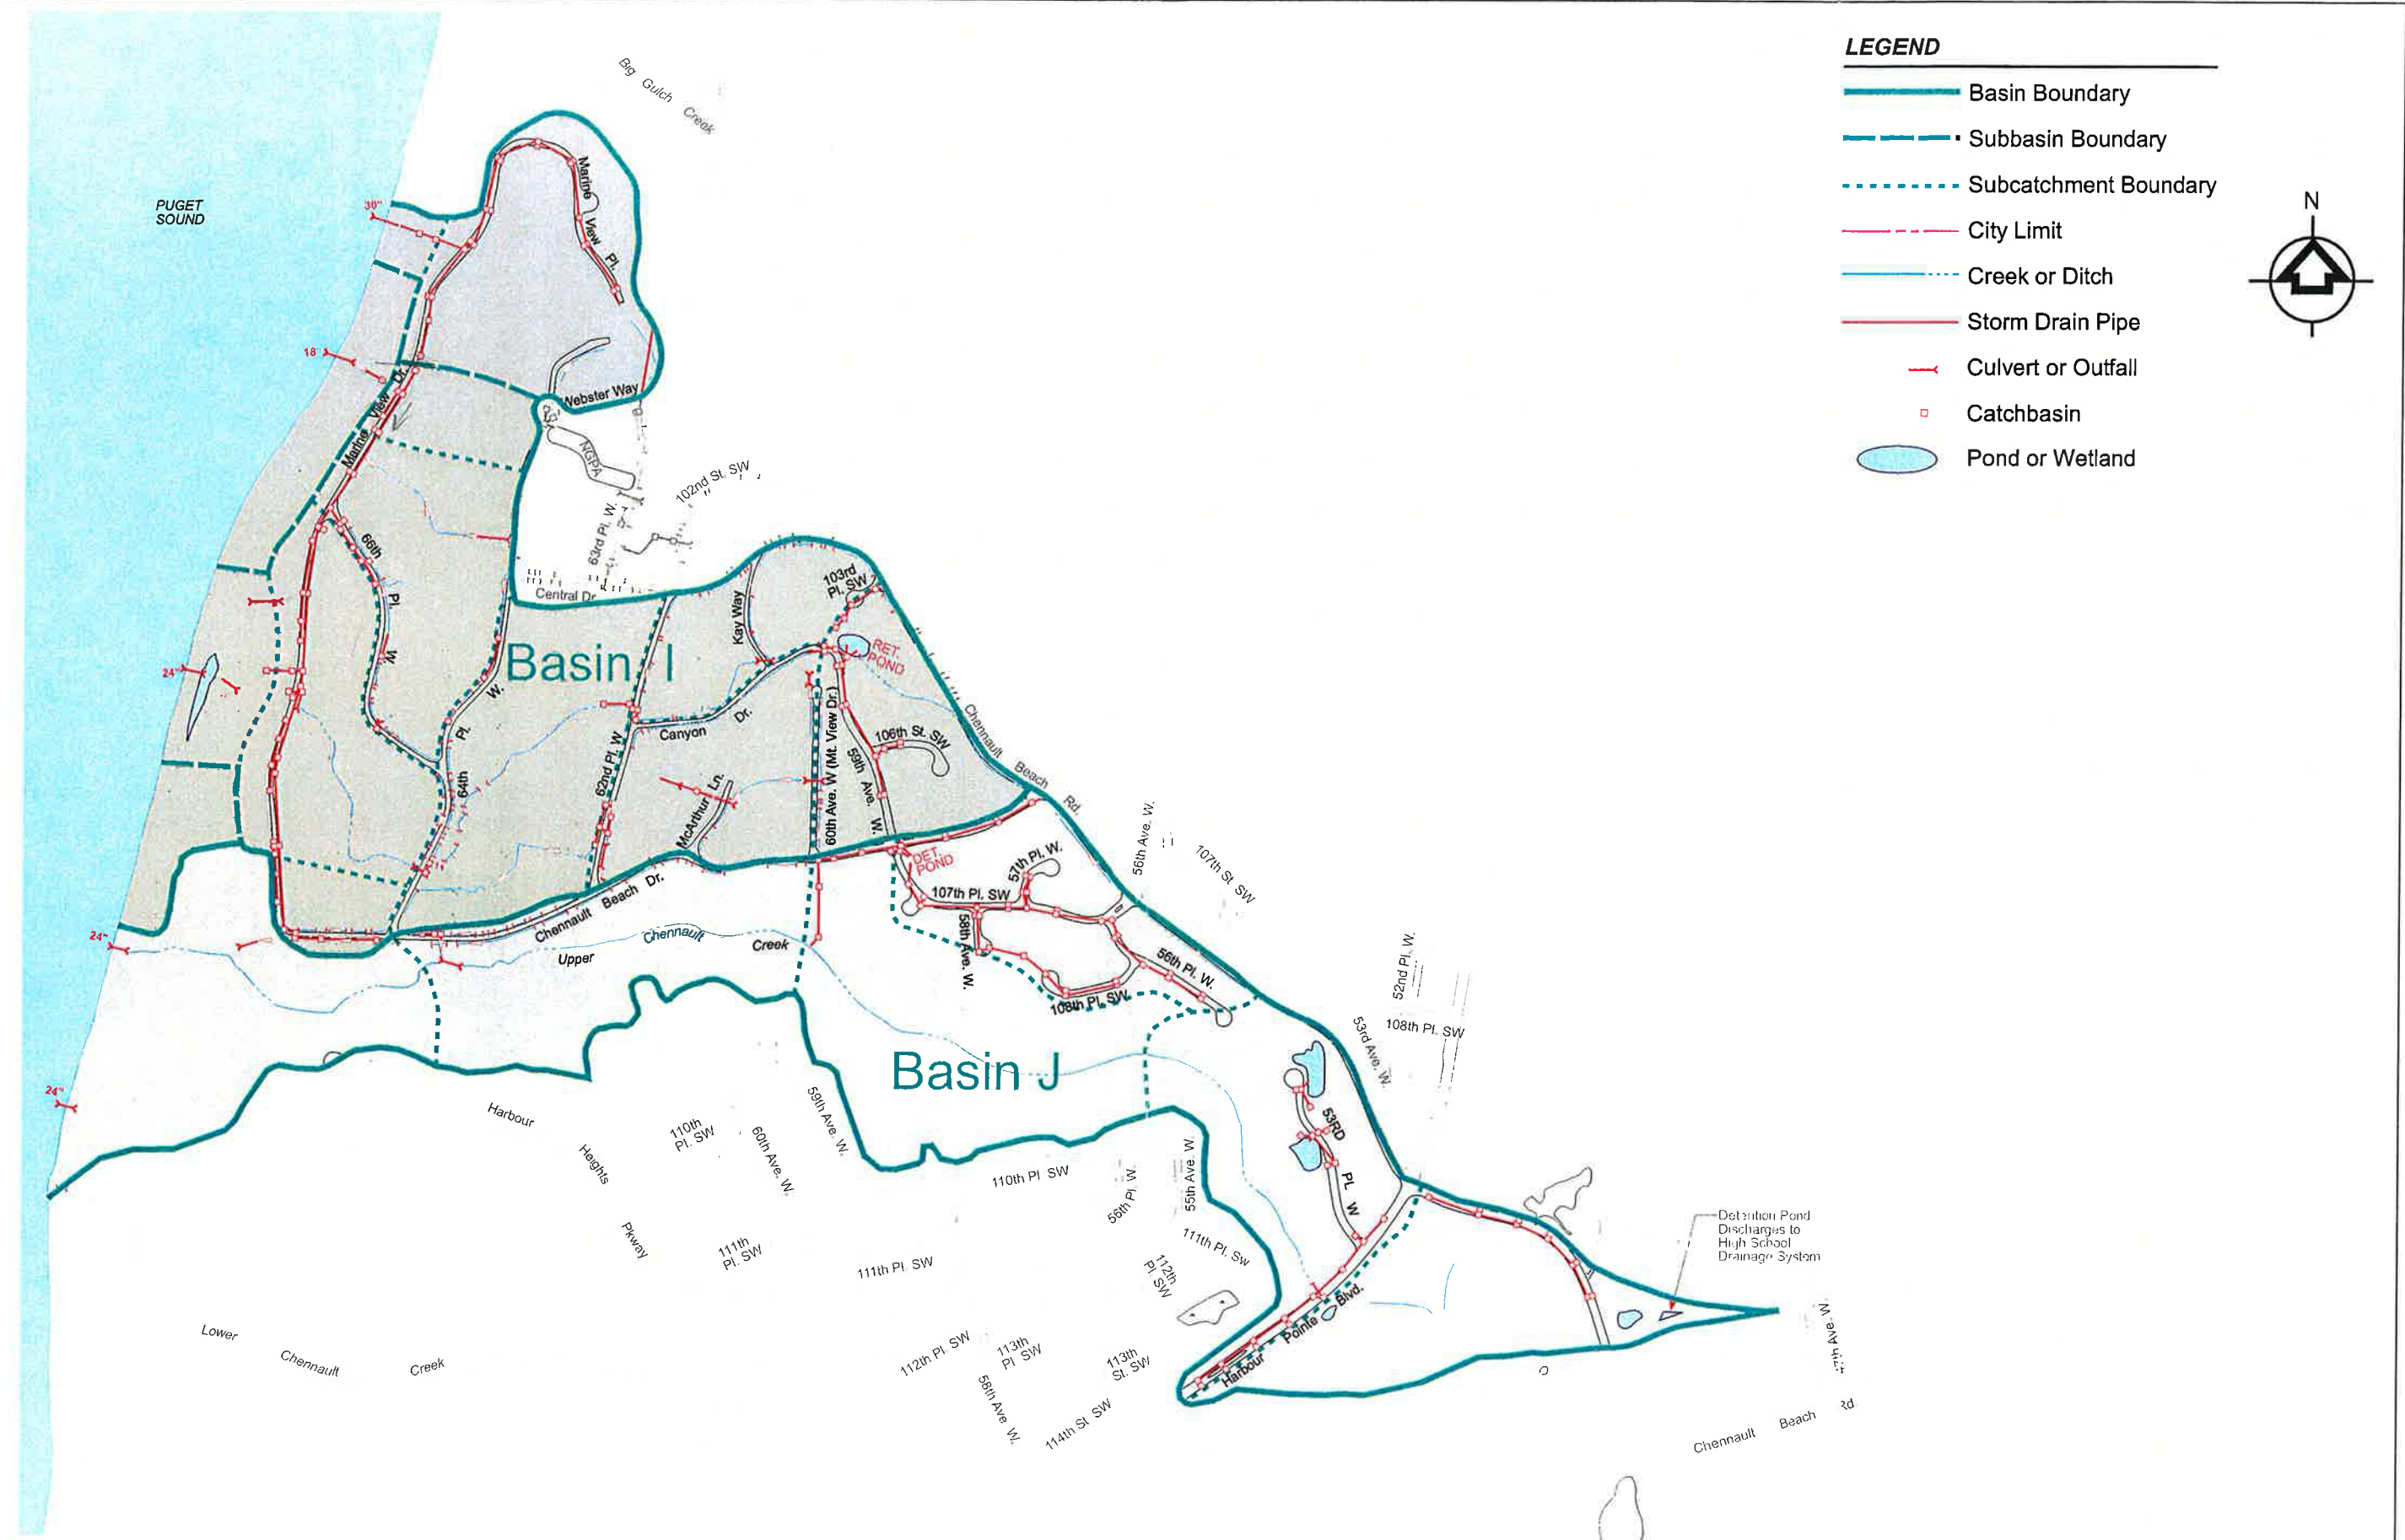 LEGEND
Basin Boundary
Subbasin Boundary
Subcatchment Boundary
City Limit
Creek or Ditch
Storm Drain Pipe
Culvert or Outfall
Catchbasin
Pond or Wetland
N
Big Gulch Creek
PUGET
SOUND
30"
Marine View Pl.
18"
Marine View Dr.
Webster Way
NGPA
102nd St. SW
63rd Pl. W.
Central Dr
66th Pl. W.
103rd
Pl. SW
Kay Way
RET.
POND
Basin I
64th Pl. W.
24"
Canyon Dr.
62nd Pl. W
60th Ave. W (Mt. View Dr.)
59th Ave. W.
106th St. SW
Chennault Beach Rd
McArthur Ln.
DET.
POND
56th Ave. W.
107th St. SW
57th Pl. W.
107th Pl. SW
58th Ave. W.
Chennault Beach Dr.
24"
Upper Chennault Creek
56th Pl. W.
108th Pl. SW.
52nd Pl. W.
53rd Ave. W.
108th Pl. SW
Basin J
24"
Harbour Heights Pkway
110th
Pl. SW
60th Ave. W.
59th Ave. W.
53RD PL W
110th Pl SW
56th Pl. W.
55th Ave. W.
111th
Pl. SW
111th Pl. SW
111th Pl. Sw
112th
Pl. SW
Detention Pond
Discharges to
High School
Drainage System
Harbour Pointe Blvd.
47th Ave. W.
Lower Chennault Creek
112th Pl. SW
113th
Pl SW
113th
St. SW
58th Ave W.
114th St SW
Chennault Beach Rd